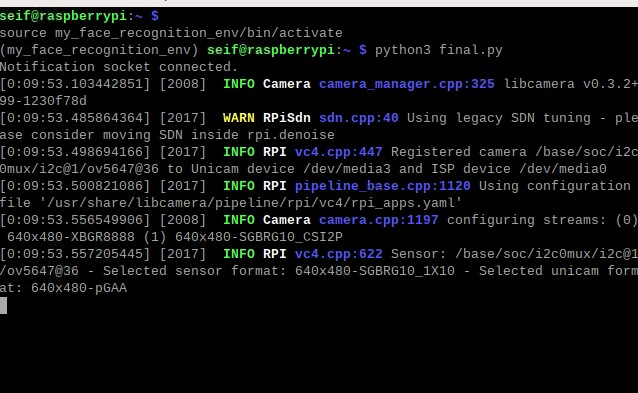 seif@raspberrypi:~ $
source my_face_recognition_env/bin/activate
(my_face_recognition_env) seif@raspberrypi:~ $ python3 final.py
Notification socket connected.
[0:09:53.103442851] [2008]  INFO Camera camera_manager.cpp:325 libcamera v0.3.2+
99-1230f78d
[0:09:53.485864364] [2017]  WARN RPiSdn sdn.cpp:40 Using legacy SDN tuning - ple
ase consider moving SDN inside rpi.denoise
[0:09:53.498694166] [2017]  INFO RPI vc4.cpp:447 Registered camera /base/soc/i2c
0mux/i2c@1/ov5647@36 to Unicam device /dev/media3 and ISP device /dev/media0
[0:09:53.500821086] [2017]  INFO RPI pipeline_base.cpp:1120 Using configuration
file '/usr/share/libcamera/pipeline/rpi/vc4/rpi_apps.yaml'
[0:09:53.556549906] [2008]  INFO Camera camera.cpp:1197 configuring streams: (0)
 640x480-XBGR8888 (1) 640x480-SGBRG10_CSI2P
[0:09:53.557205445] [2017]  INFO RPI vc4.cpp:622 Sensor: /base/soc/i2c0mux/i2c@1
/ov5647@36 - Selected sensor format: 640x480-SGBRG10_1X10 - Selected unicam form
at: 640x480-pGAA